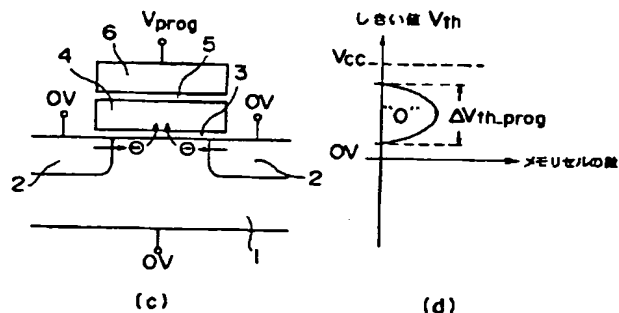 Vprog
6
5
4
3
0V
0V
2
2
1
0V
(c)
しきい値 Vth
Vcc
"0"
ΔVth_prog
0V
メモリセルの数
(d)